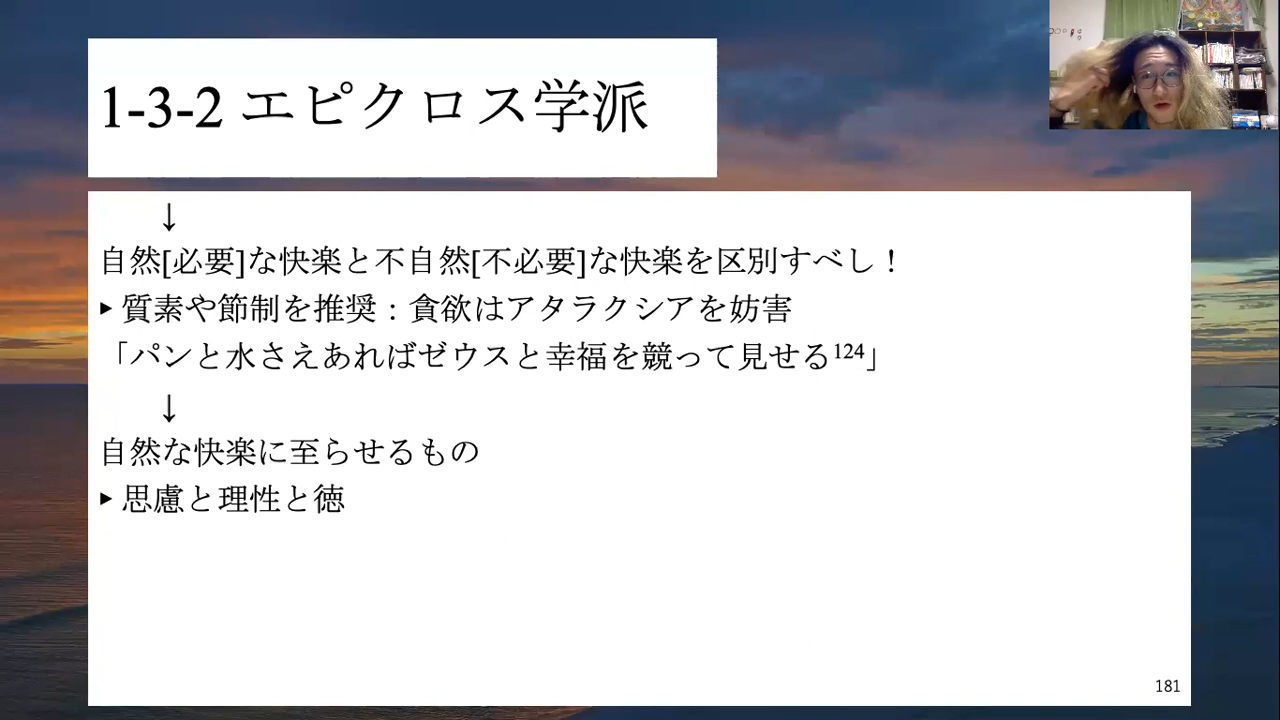 1-3-2 エピクロス学派
↓
自然[必要]な快楽と不自然[不必要]な快楽を区別すべし！
▸ 質素や節制を推奨：貪欲はアタラクシアを妨害
「パンと水さえあればゼウスと幸福を競って見せる124」
↓
自然な快楽に至らせるもの
▸ 思慮と理性と徳
181